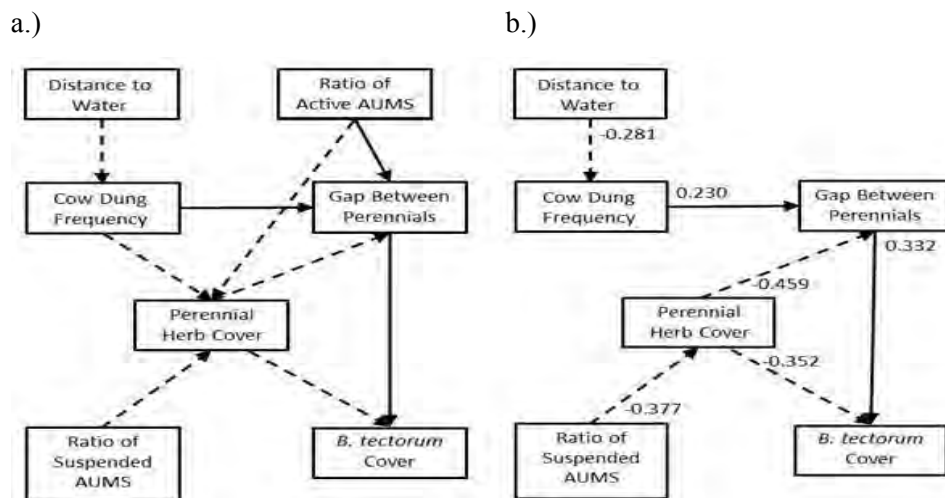 a.)
Distance to
Water
Ratio of
Active AUMS
Cow Dung
Frequency
Gap Between
Perennials
Perennial
Herb Cover
Ratio of
Suspended
AUMS
B. tectorum
Cover
b.)
Distance to
Water
-0.281
Cow Dung
Frequency
0.230
Gap Between
Perennials
0.332
-0.459
Perennial
Herb Cover
-0.352
-0.377
Ratio of
Suspended
AUMS
B. tectorum
Cover